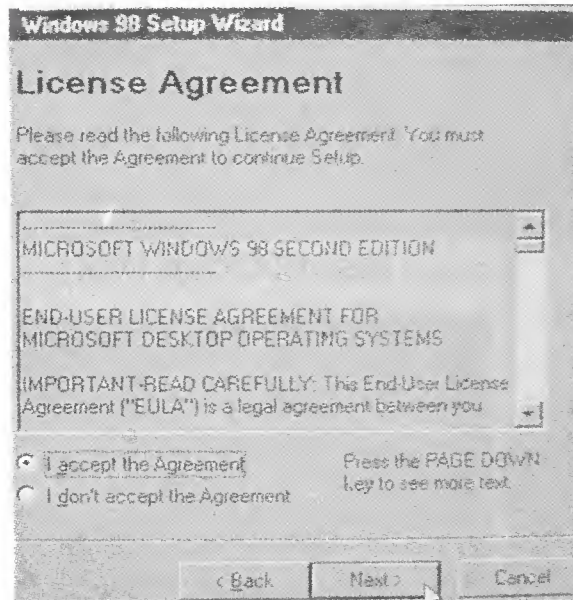 Windows 98 Setup Wizard
License Agreement
Please read the following License Agreement. You must
accept the Agreement to continue Setup.
------------------------------
MICROSOFT WINDOWS 98 SECOND EDITION
------------------------------
END-USER LICENSE AGREEMENT FOR
MICROSOFT DESKTOP OPERATING SYSTEMS
IMPORTANT-READ CAREFULLY: This End-User License
Agreement ("EULA") is a legal agreement between you
I accept the Agreement
I don't accept the Agreement
Press the PAGE DOWN
key to see more text.
< Back
Next >
Cancel